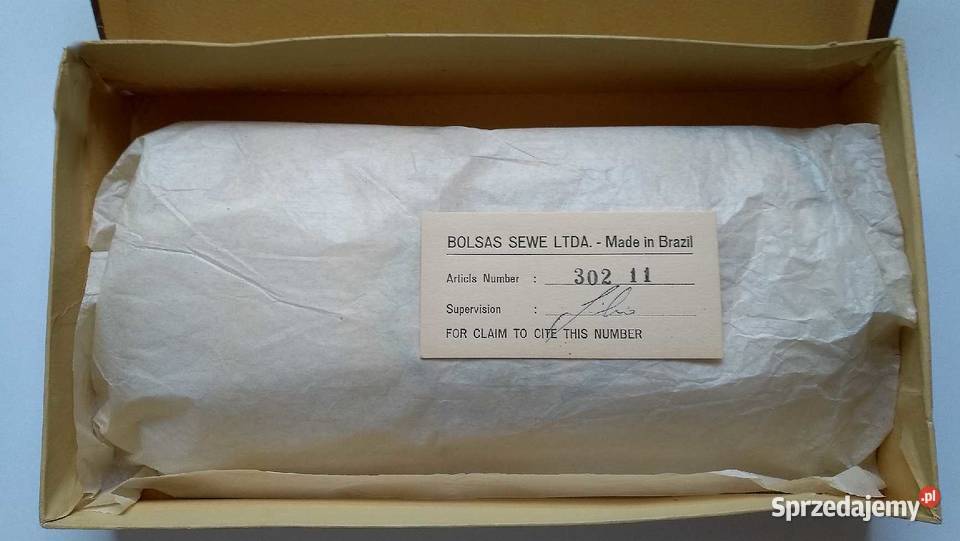 BOLSAS SEWE LTDA. - Made in Brazil
Articls Number : 302 11
Supervision :
FOR CLAIM TO CITE THIS NUMBER
Sprzedajemy.pl